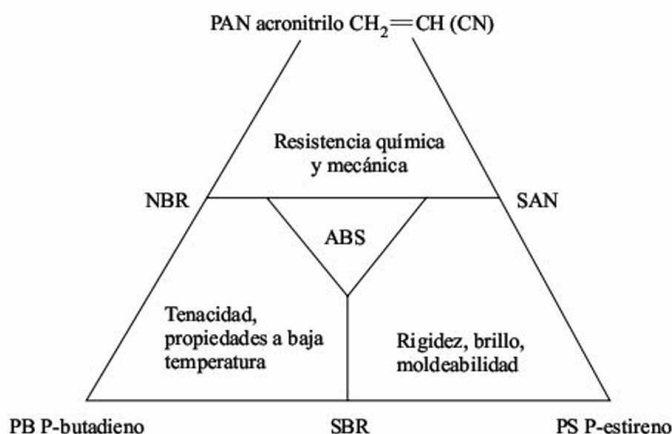 PAN acronitrilo CH₂=CH (CN)
Resistencia química
y mecánica
NBR
SAN
ABS
Tenacidad,
propiedades a baja
temperatura
Rigidez, brillo,
moldeabilidad
PB P-butadieno
SBR
PS P-estireno